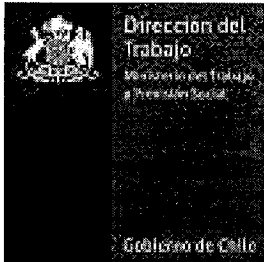 Dirección del
Trabajo
Ministerio del Trabajo
y Previsión Social
Gobierno de Chile